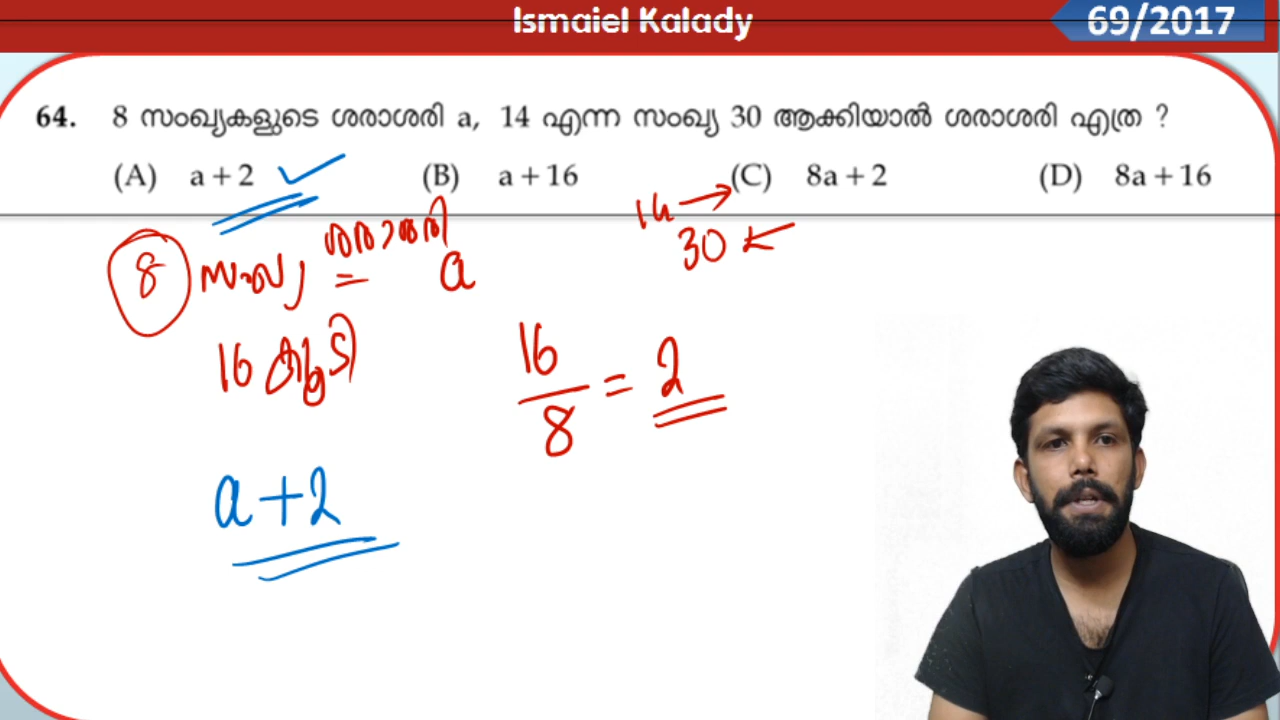 Ismaiel Kalady
69/2017
64. 8 സംഖ്യകളുടെ ശരാശരി a, 14 എന്ന സംഖ്യ 30 ആക്കിയാൽ ശരാശരി എത്ര ?
(A) a + 2 (B) a + 16 (C) 8a + 2 (D) 8a + 16
14 → 30
8 സംഖ്യ ശരാശരി = a
16 കൂടി
16/8 = 2
a + 2